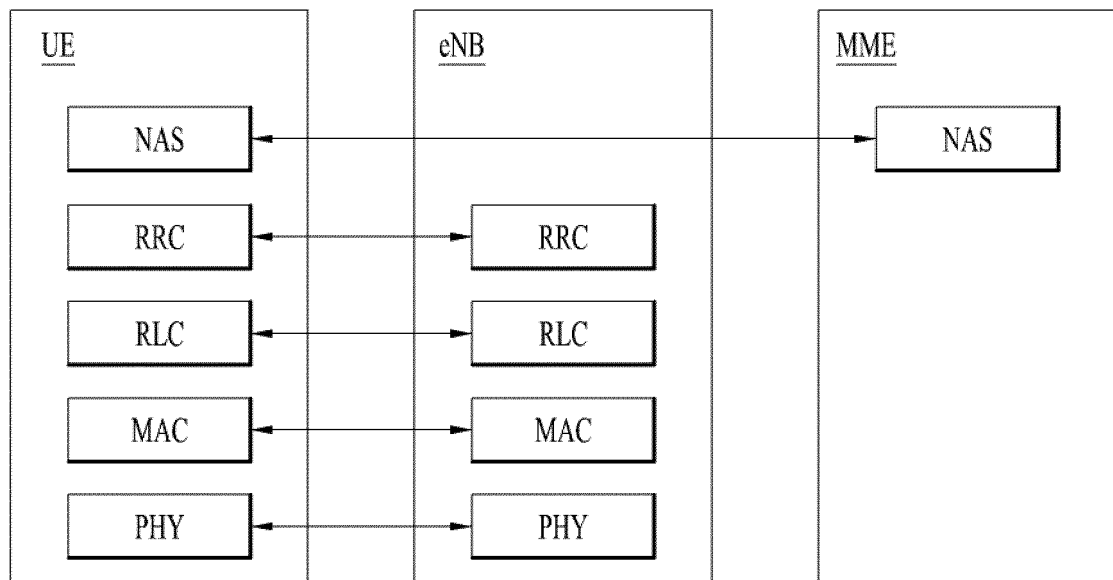 UE eNB MME
NAS NAS
RRC RRC
RLC RLC
MAC MAC
PHY PHY